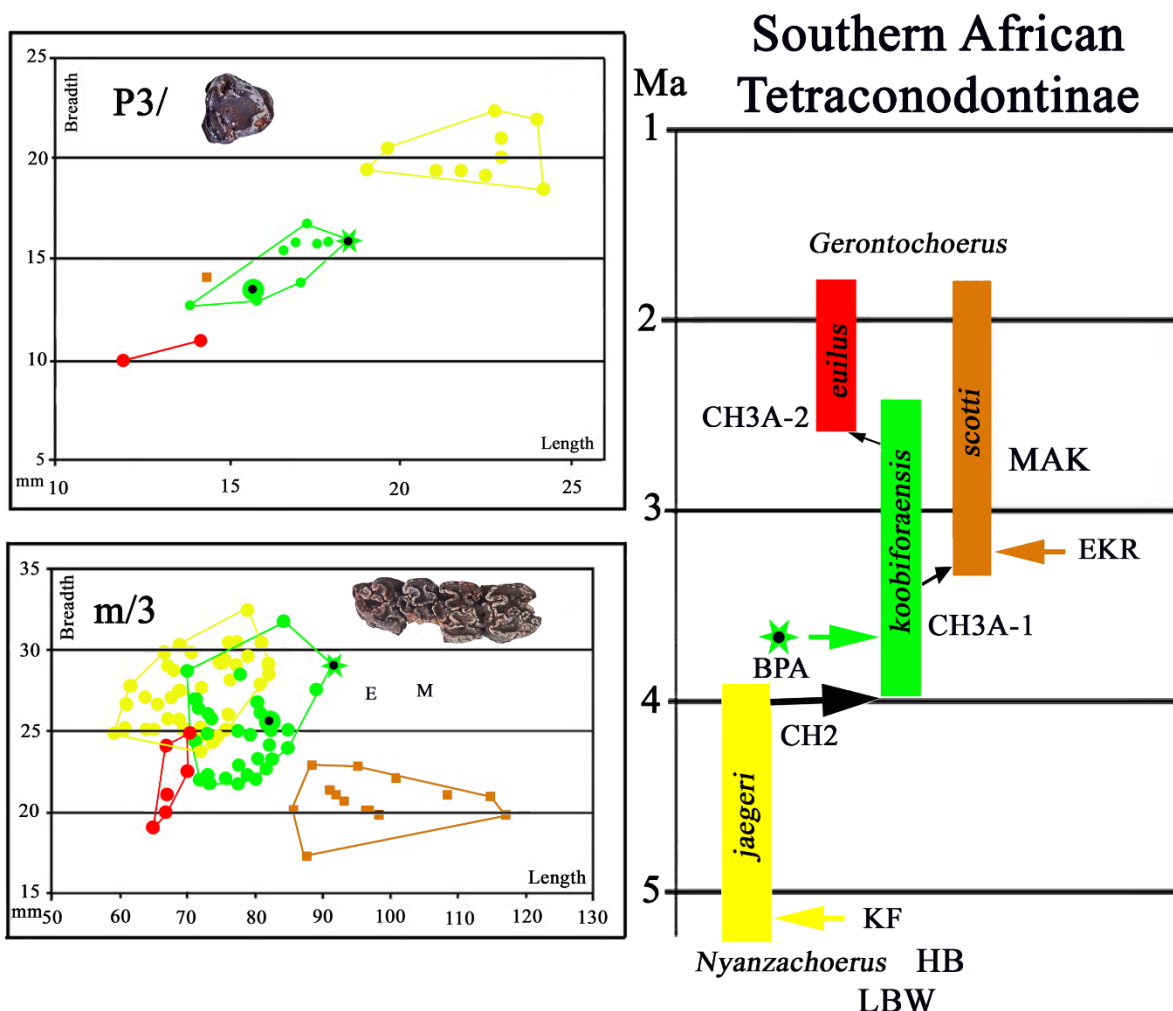 25
20
15
10
5
mm
10
15
20
25
Breadth
Length
P3/
35
30
25
20
15
mm
50
60
70
80
90
100
110
120
130
Breadth
Length
m/3
E
M
Southern African
Tetraconodontinae
Ma
1
2
3
4
5
Gerontochoerus
euilus
koobiforaensis
scotti
jaegeri
CH3A-2
MAK
EKR
CH3A-1
BPA
CH2
KF
Nyanzachoerus
HB
LBW